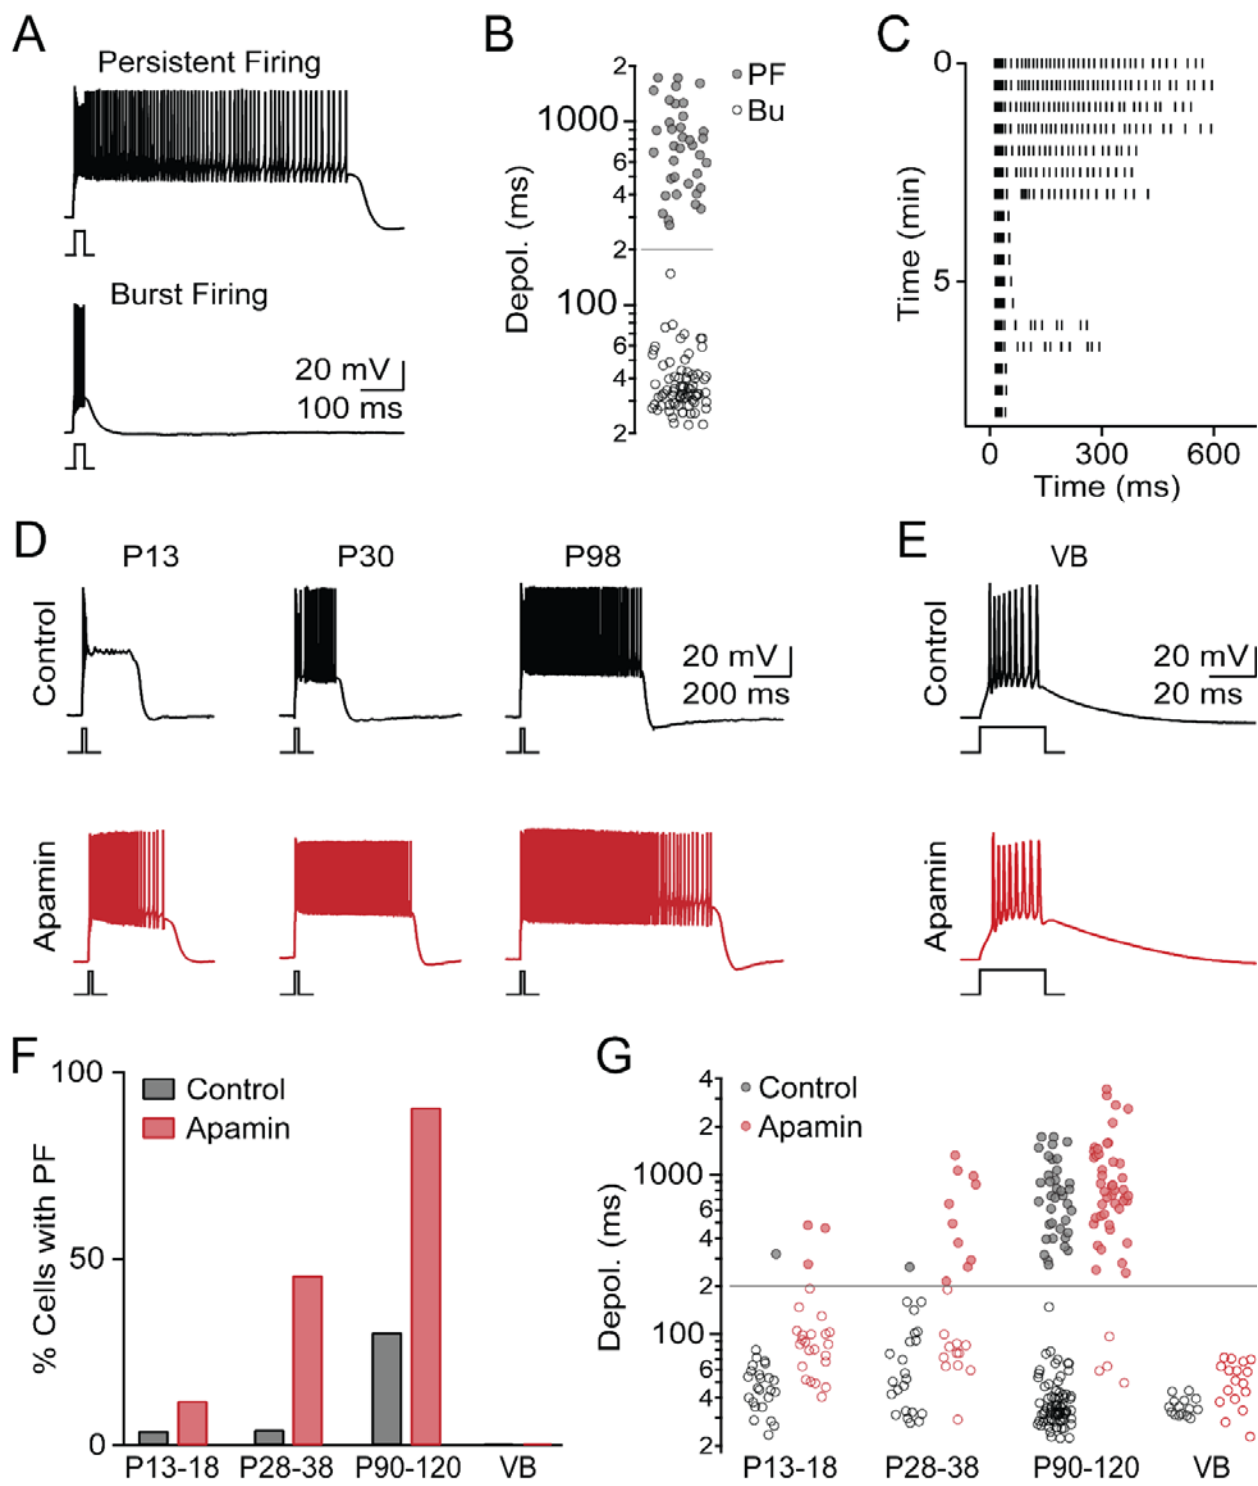 A
Persistent Firing
Burst Firing
20 mV
100 ms
B
PF
Bu
Depol. (ms)
2
1000
6
4
2
100
6
4
2
C
Time (min)
0
5
0 300 600
Time (ms)
D
P13 P30 P98
Control
20 mV
200 ms
Apamin
E
VB
Control
20 mV
20 ms
Apamin
F
% Cells with PF
100
50
0
Control
Apamin
P13-18 P28-38 P90-120 VB
G
Control
Apamin
Depol. (ms)
4
2
1000
6
4
2
100
6
4
2
P13-18 P28-38 P90-120 VB